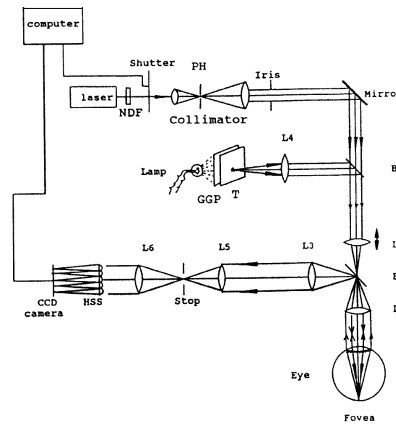 computer
Shutter
PH
Iris
laser
NDF
Mirro
Collimator
L4
Lamp
B
GGP T
L
L6
L5
L3
CCD
camera
HSS
Stop
Eye
Fovea